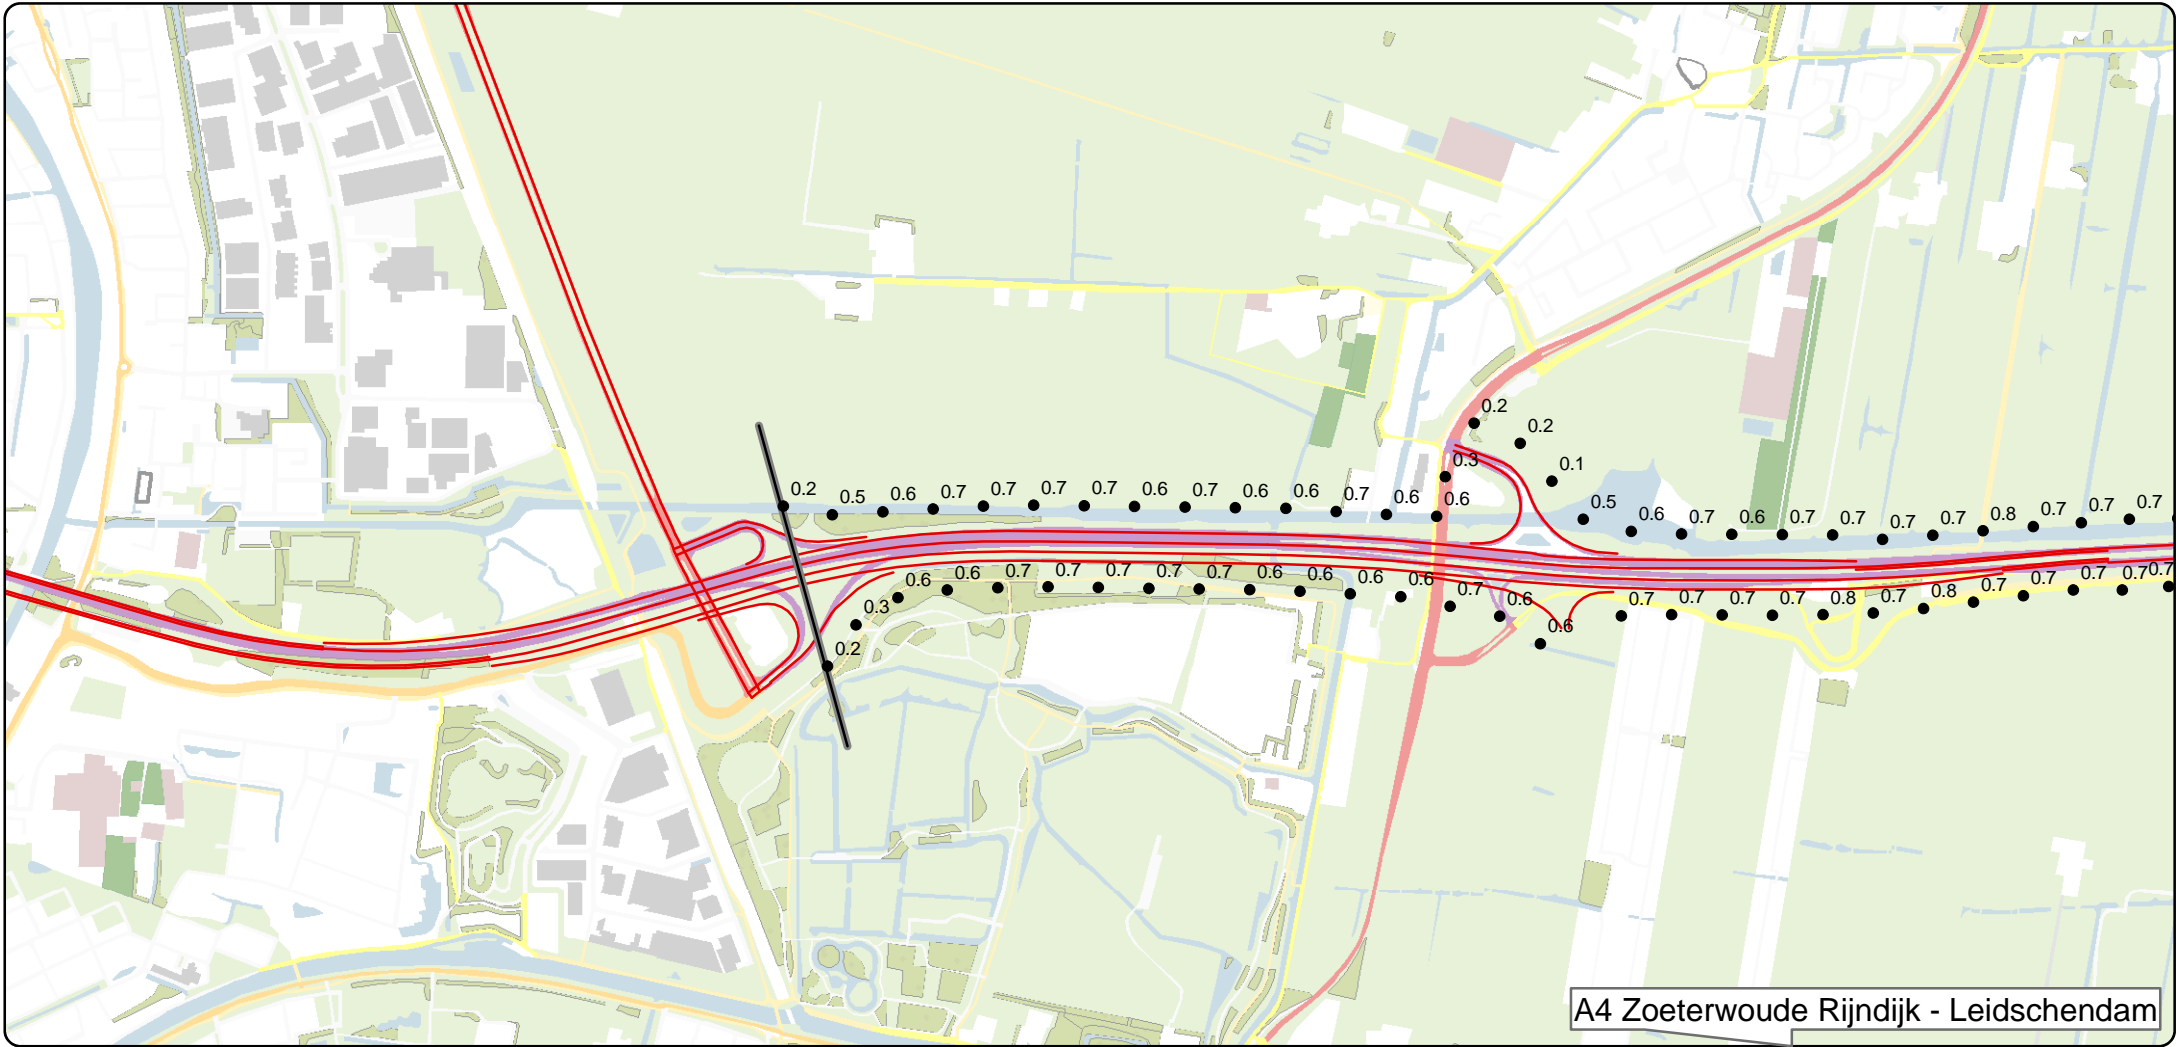 0.2
0.2
0.1
0.3
0.2 0.5 0.6 0.7 0.7 0.7 0.7 0.6 0.7 0.6 0.6 0.7 0.6 0.6
0.5 0.6 0.7 0.6 0.7 0.7 0.7 0.7 0.8 0.7 0.7 0.7
0.2 0.3 0.6 0.6 0.7 0.7 0.7 0.7 0.7 0.6 0.6 0.6 0.6 0.7 0.6 0.6
0.7 0.7 0.7 0.7 0.8 0.7 0.8 0.7 0.7 0.7 0.7 0.7
A4 Zoeterwoude Rijndijk - Leidschendam